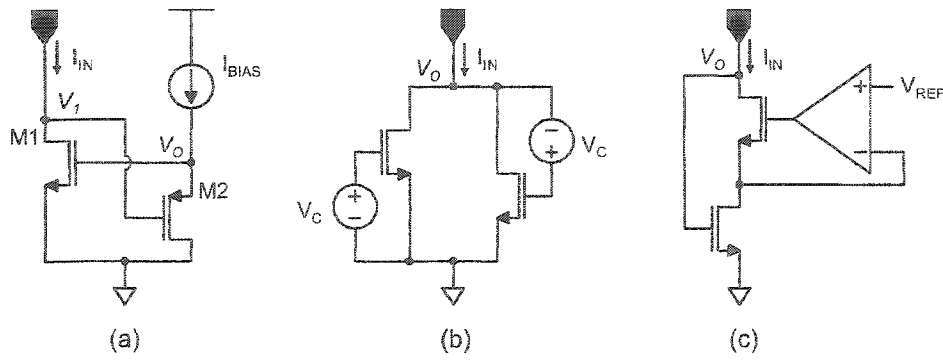 I_IN
I_BIAS
V_1
M1
V_O
M2
(a)
V_O
I_IN
V_C
+
−
−
+
V_C
(b)
V_O
I_IN
+
−
V_REF
(c)